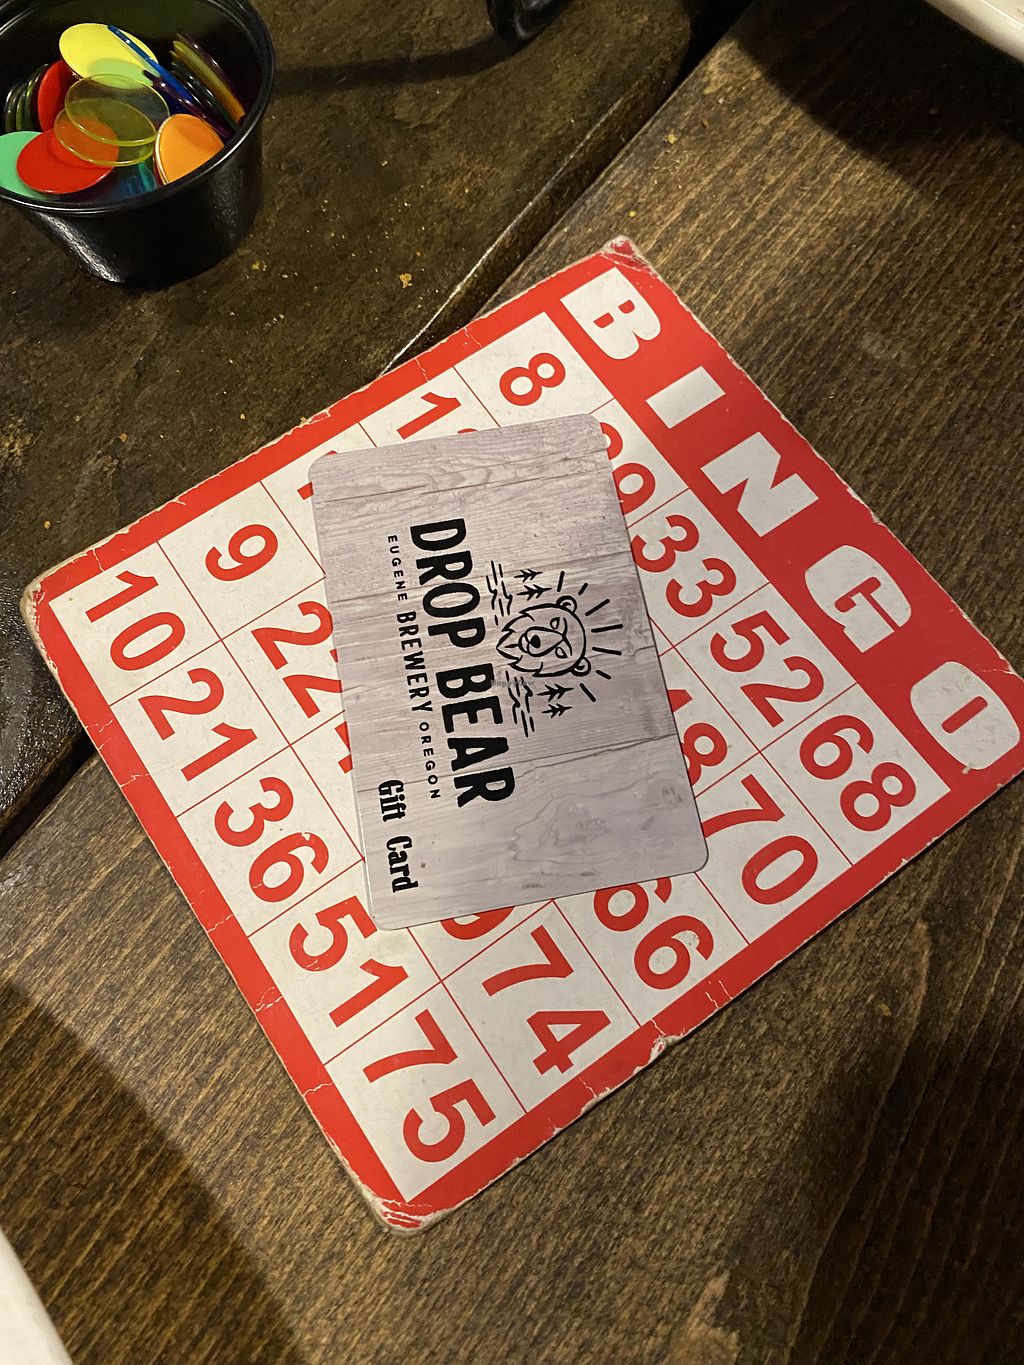 B I N G O
8 33 52 68
70
66
9 22 74
10 21 36 51 75
DROP BEAR
EUGENE BREWERY OREGON
Gift Card